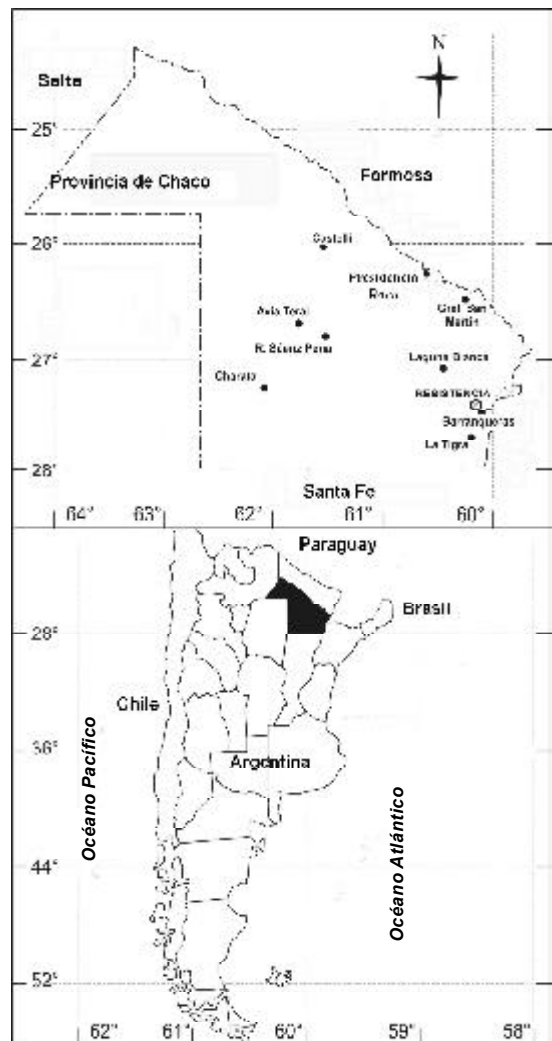 N
Salta
25°
Provincia de Chaco
Formosa
26°
Castelli
Presidencia
Roca
Gral. San
Martín
Avia Terai
R. Sáenz Peña
27°
Laguna Blanca
Charata
RESISTENCIA
Barranqueras
La Tigra
28°
Santa Fe
64° 63° 62° 61° 60°
Paraguay
Brasil
28°
Chile
36°
Argentina
Océano Pacífico
Océano Atlántico
44°
52°
62° 61° 60° 59° 58°